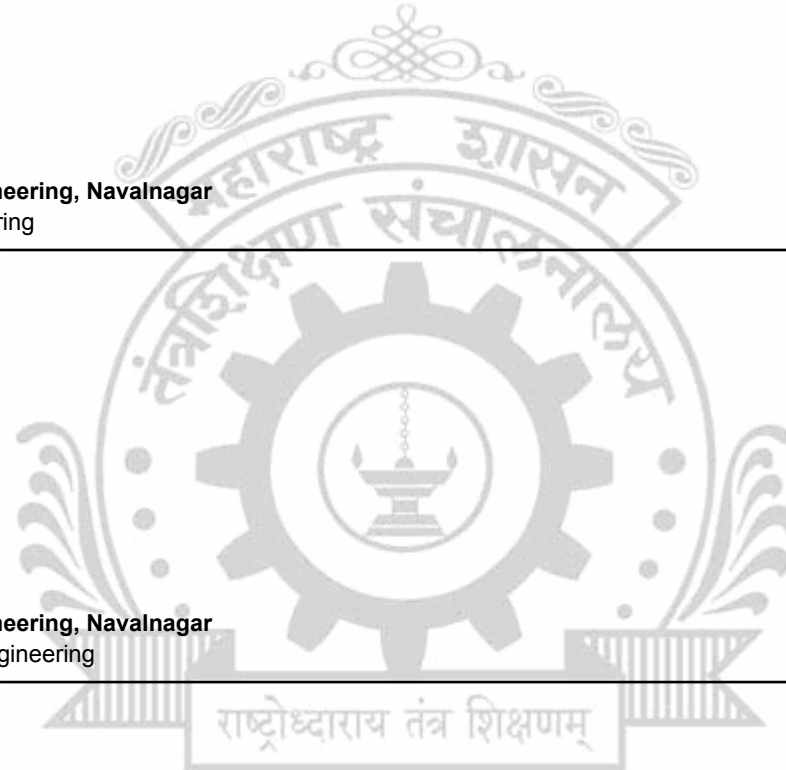 महाराष्ट्र शासन
neering, Navalnagar
ring
तंत्रशिक्षण संचालनालय
neering, Navalnagar
gineering
राष्ट्रोध्दाराय तंत्र शिक्षणम्